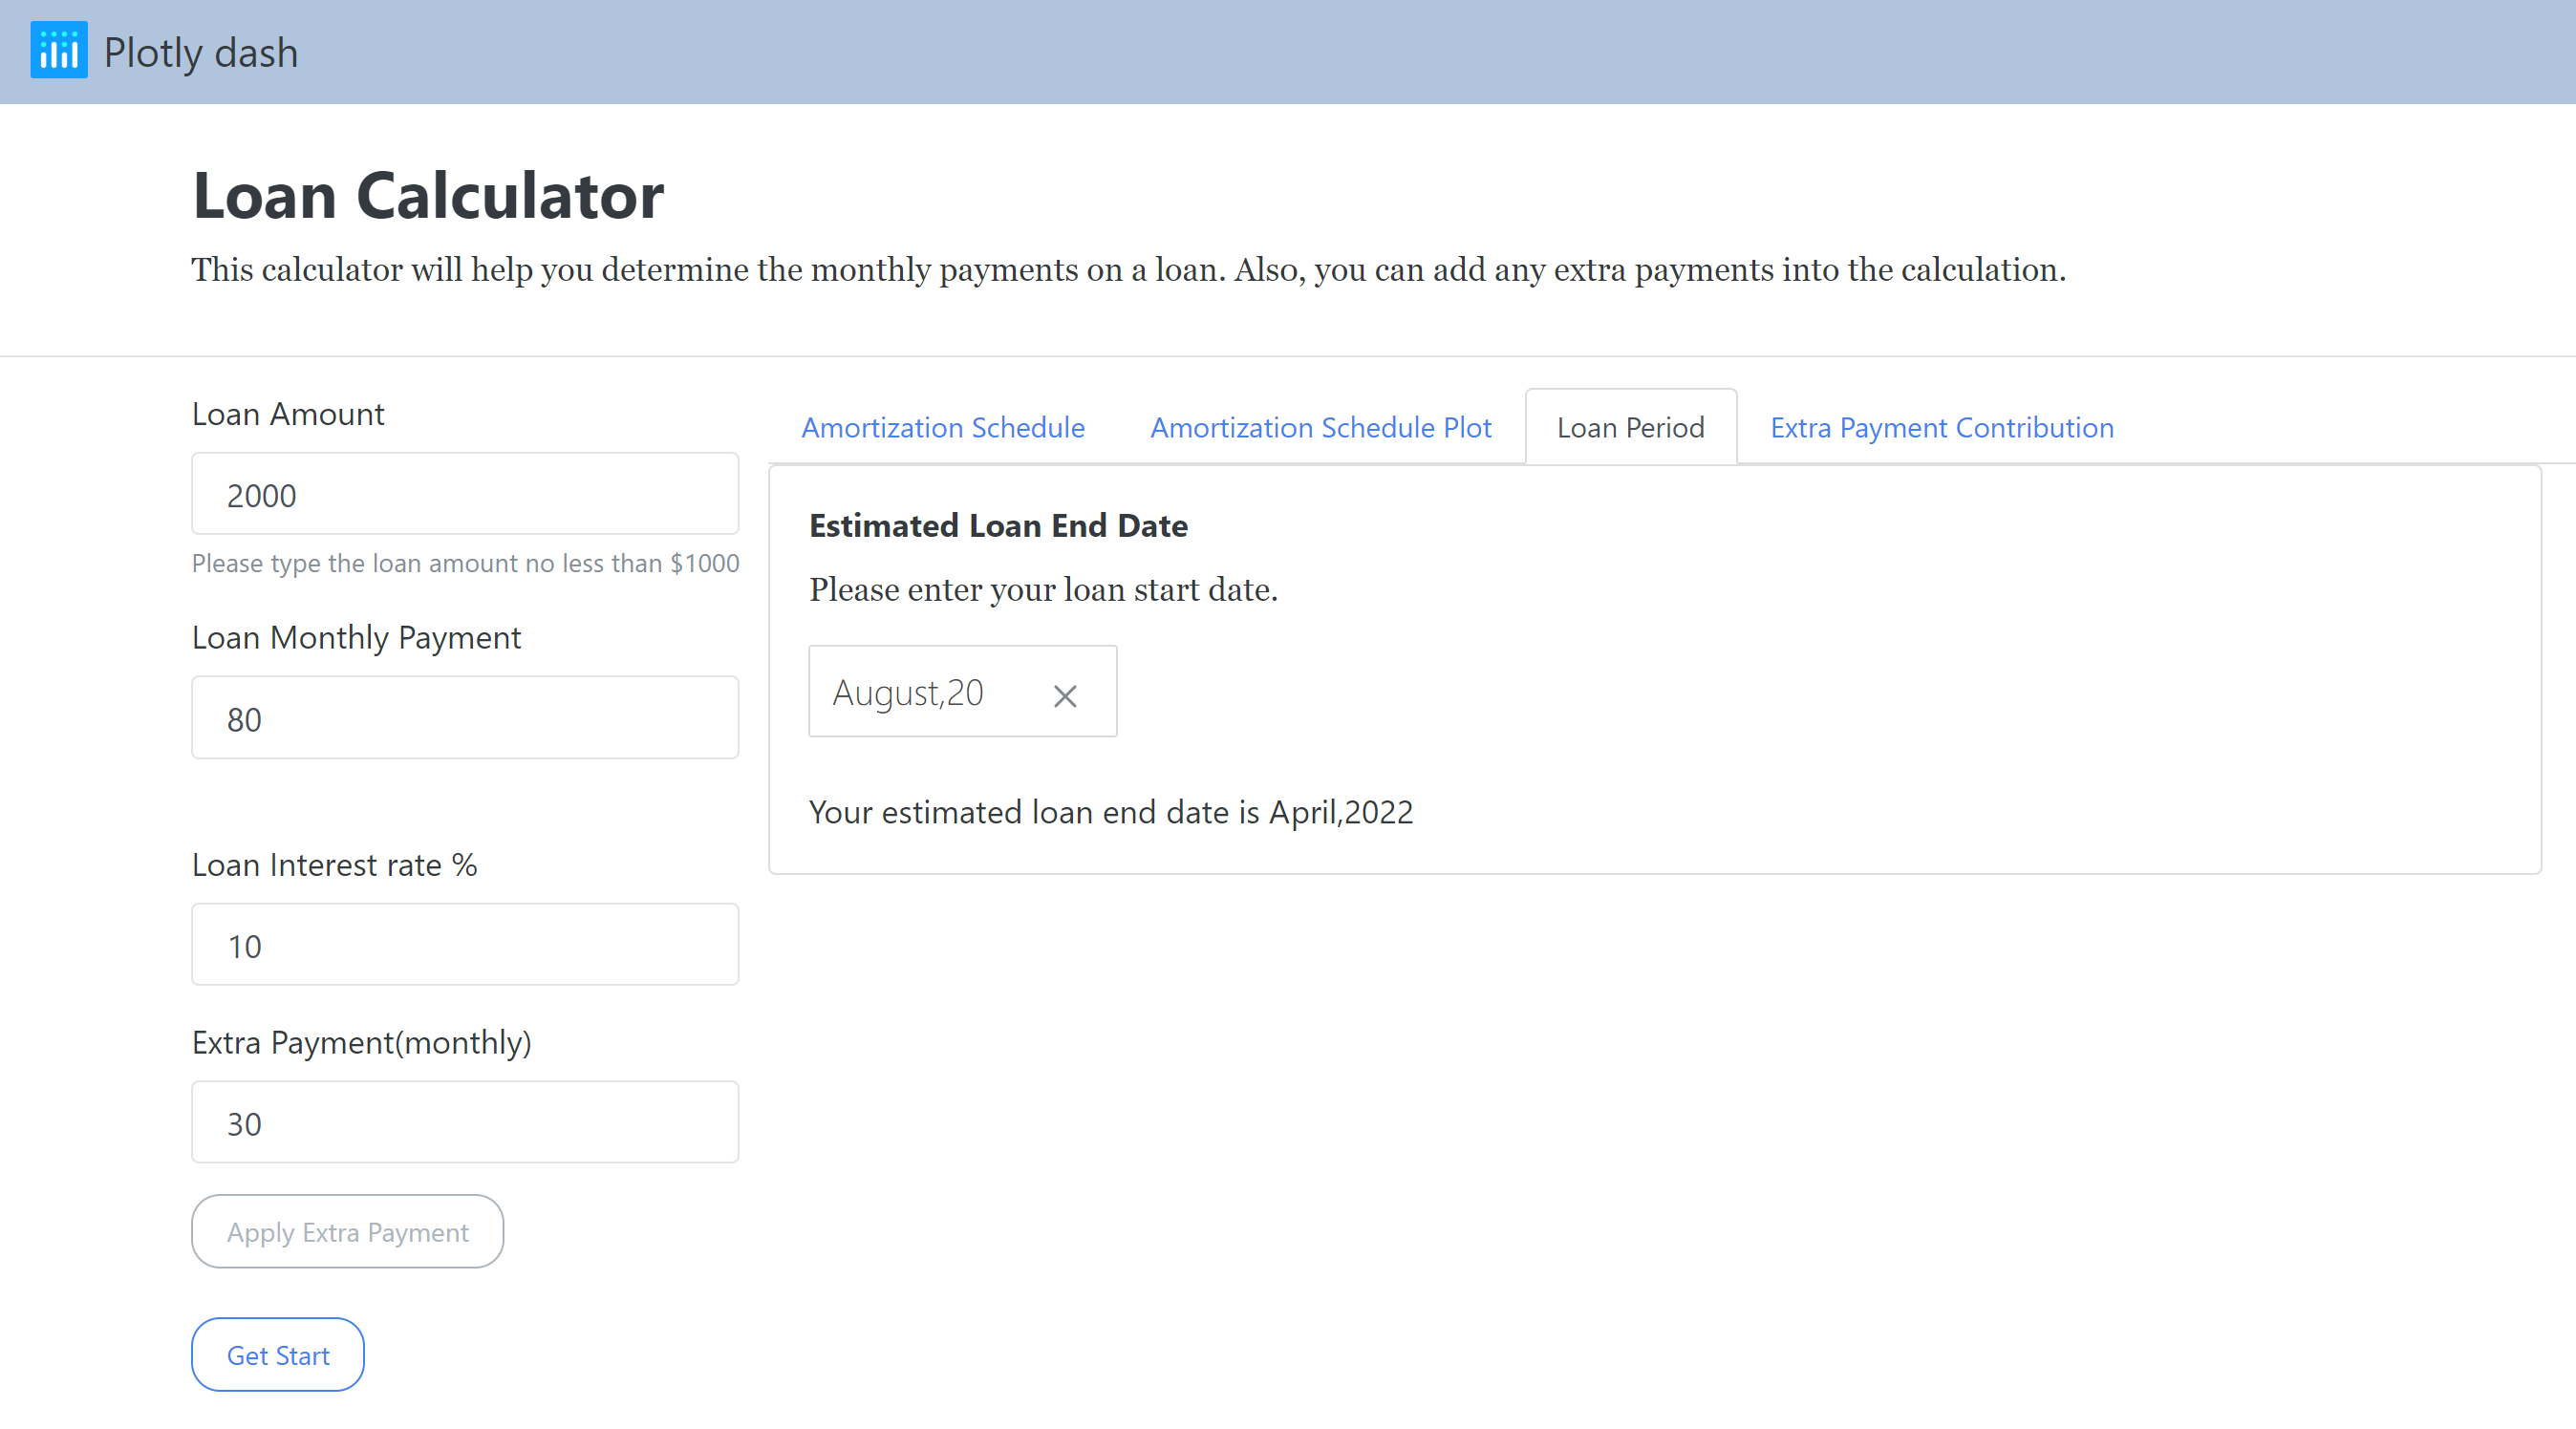 Plotly dash
Loan Calculator
This calculator will help you determine the monthly payments on a loan. Also, you can add any extra payments into the calculation.
Loan Amount
2000
Please type the loan amount no less than $1000
Loan Monthly Payment
80
Loan Interest rate %
10
Extra Payment(monthly)
30
Apply Extra Payment
Get Start
Amortization Schedule
Amortization Schedule Plot
Loan Period
Extra Payment Contribution
Estimated Loan End Date
Please enter your loan start date.
August,20
Your estimated loan end date is April,2022